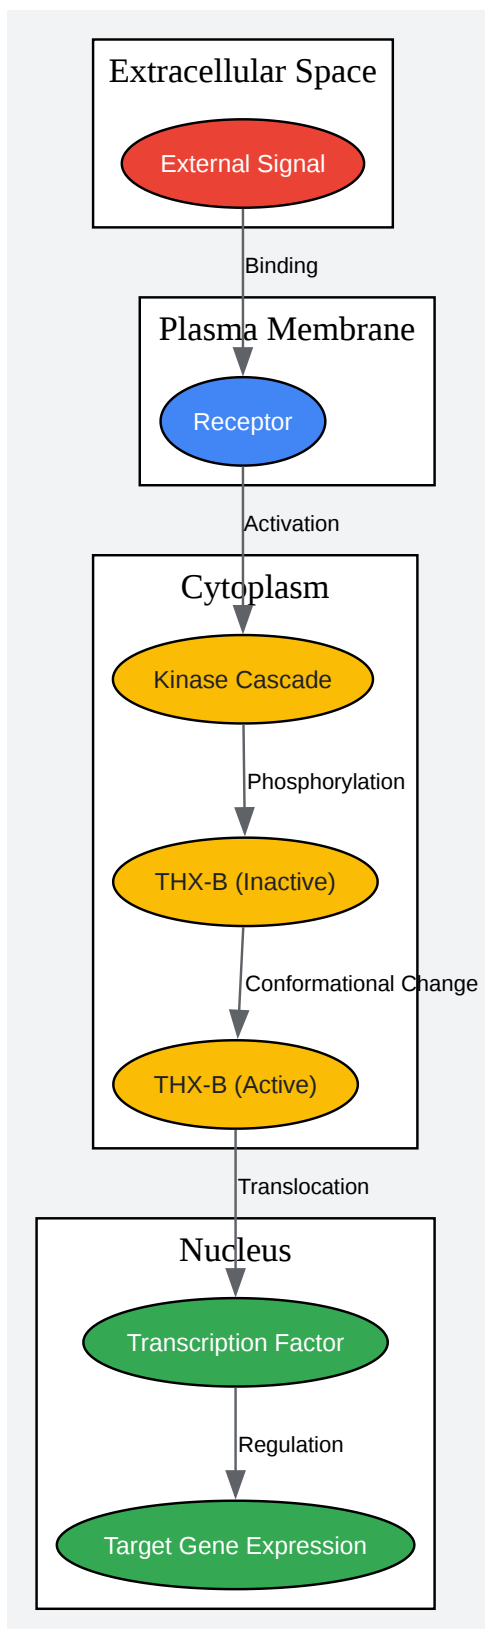 Extracellular Space
External Signal
Binding
Plasma Membrane
Receptor
Activation
Cytoplasm
Kinase Cascade
Phosphorylation
THX-B (Inactive)
Conformational Change
THX-B (Active)
Translocation
Nucleus
Transcription Factor
Regulation
Target Gene Expression